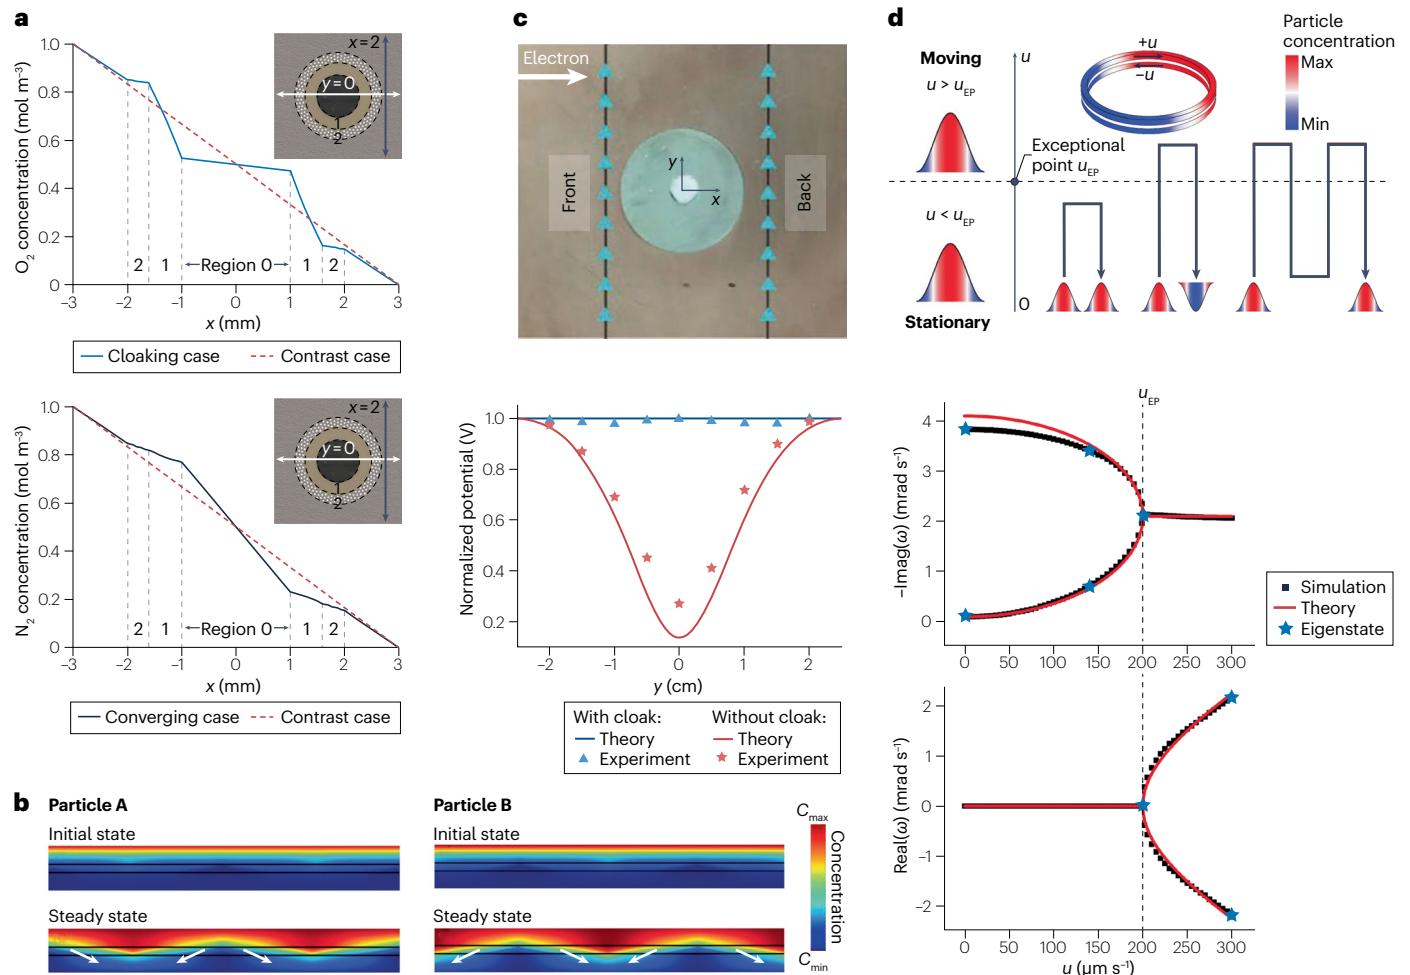 a
O2 concentration (mol m−3)
1.0
0.8
0.6
0.4
0.2
0
x = 2
y = 0
1
2
2 1 Region 0 1 2
−3 −2 −1 0 1 2 3
x (mm)
Cloaking case Contrast case
N2 concentration (mol m−3)
1.0
0.8
0.6
0.4
0.2
0
x = 2
y = 0
1
2
2 1 Region 0 1 2
−3 −2 −1 0 1 2 3
x (mm)
Converging case Contrast case
b Particle A
Initial state
Steady state
Particle B
Initial state
Steady state
Cmax
Concentration
Cmin
c
Electron
Front
y
x
Back
Normalized potential (V)
1.0
0.8
0.6
0.4
0.2
−2 −1 0 1 2
y (cm)
With cloak: Without cloak:
Theory Theory
Experiment Experiment
d
Moving
u > uEP
u < uEP
Stationary
u
0
Exceptional
point uEP
+u
−u
Particle
concentration
Max
Min
uEP
−Imag(ω) (mrad s−1)
4
3
2
1
0
0 50 100 150 200 250 300
Simulation
Theory
Eigenstate
Real(ω) (mrad s−1)
2
1
0
−1
−2
0 50 100 150 200 250 300
u (μm s−1)